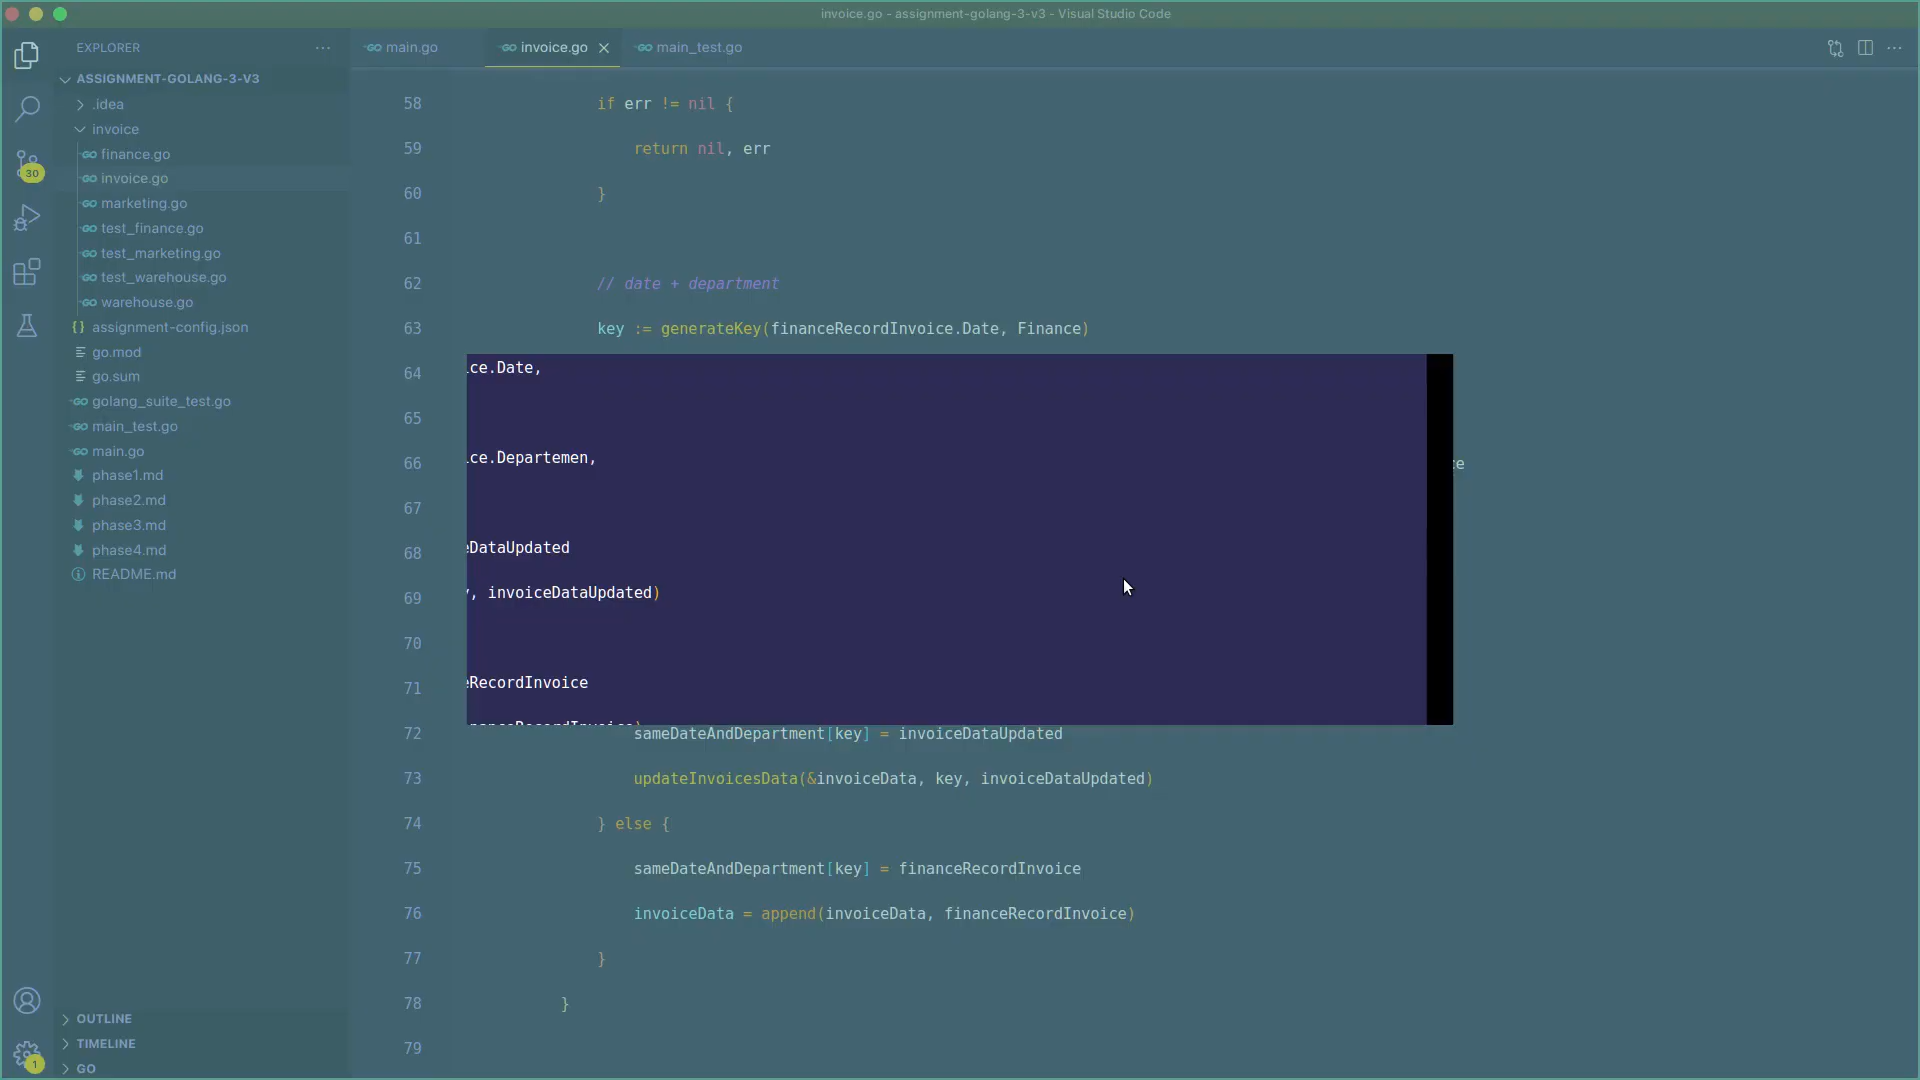 invoice.go - assignment-golang-3-v3 - Visual Studio Code
EXPLORER
main.go
invoice.go
main_test.go
ASSIGNMENT-GOLANG-3-V3
.idea
invoice
finance.go
invoice.go
marketing.go
test_finance.go
test_marketing.go
test_warehouse.go
warehouse.go
assignment-config.json
go.mod
go.sum
golang_suite_test.go
main_test.go
main.go
phase1.md
phase2.md
phase3.md
phase4.md
README.md
30
OUTLINE
TIMELINE
GO
1
58 if err != nil {
59 return nil, err
60 }
61
62 // date + department
63 key := generateKey(financeRecordInvoice.Date, Finance)
64 ce.Date,
65
66 ce.Departemen,
67
68 DataUpdated
69 , invoiceDataUpdated)
70
71 RecordInvoice
72 sameDateAndDepartment[key] = invoiceDataUpdated
73 updateInvoicesData(&invoiceData, key, invoiceDataUpdated)
74 } else {
75 sameDateAndDepartment[key] = financeRecordInvoice
76 invoiceData = append(invoiceData, financeRecordInvoice)
77 }
78 }
79